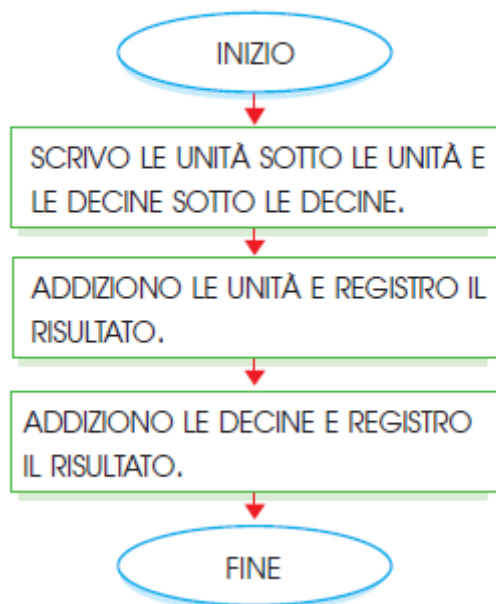 INIZIO
SCRIVO LE UNITÀ SOTTO LE UNITÀ E
LE DECINE SOTTO LE DECINE.
ADDIZIONO LE UNITÀ E REGISTRO IL
RISULTATO.
ADDIZIONO LE DECINE E REGISTRO
IL RISULTATO.
FINE